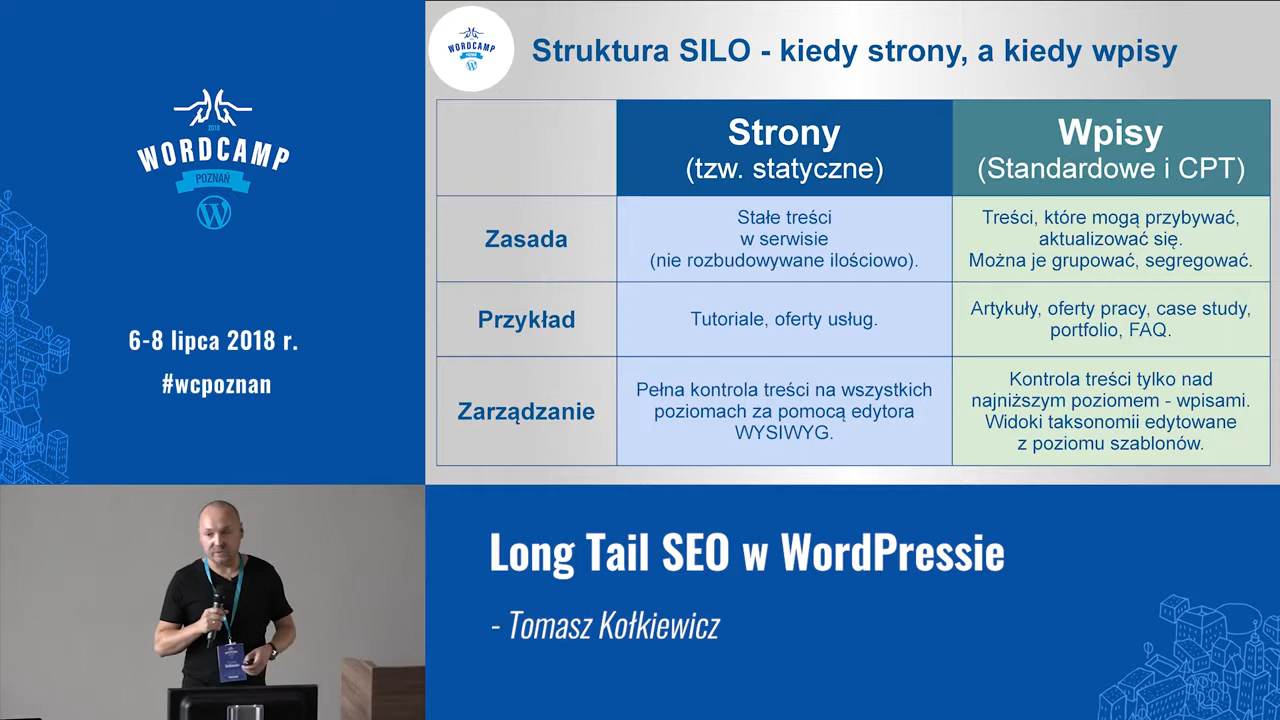 2018
WORDCAMP
POZNAŃ
6-8 lipca 2018 r.
#wcpoznan
WORDCAMP
POZNAŃ
Struktura SILO - kiedy strony, a kiedy wpisy
Strony
(tzw. statyczne)
Wpisy
(Standardowe i CPT)
Zasada
Stałe treści
w serwisie
(nie rozbudowywane ilościowo).
Treści, które mogą przybywać,
aktualizować się.
Można je grupować, segregować.
Przykład
Tutoriale, oferty usług.
Artykuły, oferty pracy, case study,
portfolio, FAQ.
Zarządzanie
Pełna kontrola treści na wszystkich
poziomach za pomocą edytora
WYSIWYG.
Kontrola treści tylko nad
najniższym poziomem - wpisami.
Widoki taksonomii edytowane
z poziomu szablonów.
Long Tail SEO w WordPressie
- Tomasz Kołkiewicz